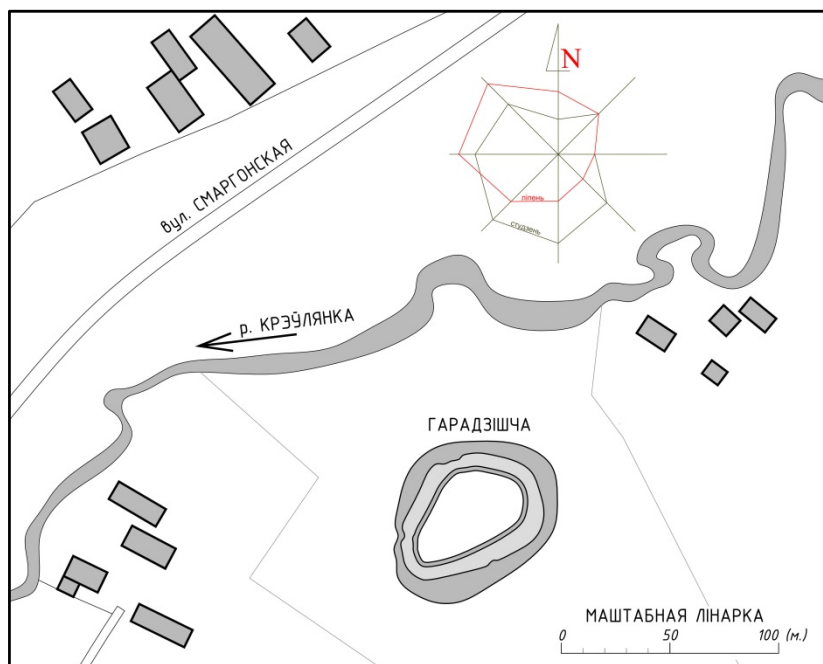 N
ліпень
студзень
вул. СМАРГОНСКАЯ
р. КРЭЎЛЯНКА
ГАРАДЗІШЧА
МАШТАБНАЯ ЛІНАРКА
0 50 100 (м.)